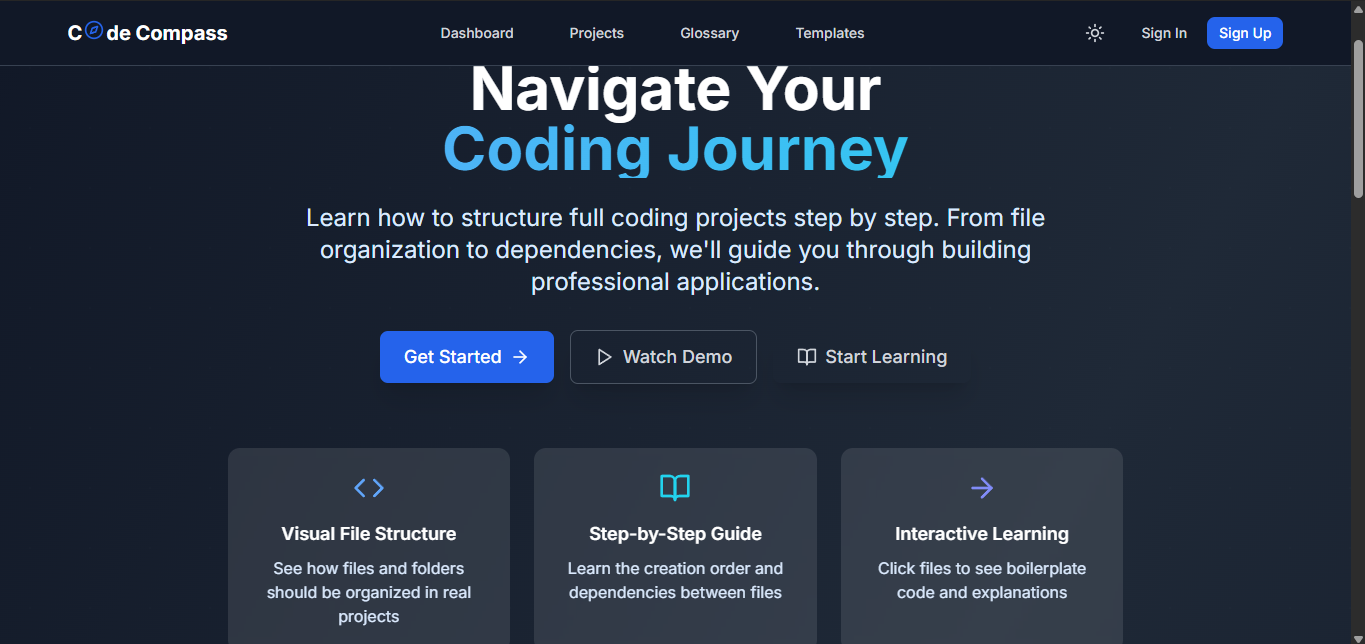 Code Compass
Dashboard Projects Glossary Templates
Sign In Sign Up
Navigate Your
Coding Journey
Learn how to structure full coding projects step by step. From file
organization to dependencies, we'll guide you through building
professional applications.
Get Started → Watch Demo Start Learning
Visual File Structure
See how files and folders
should be organized in real
projects
Step-by-Step Guide
Learn the creation order and
dependencies between files
Interactive Learning
Click files to see boilerplate
code and explanations